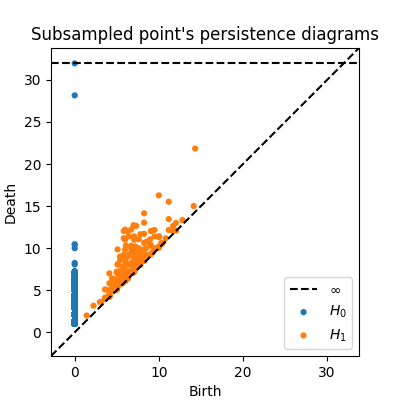 Subsampled point's persistence diagrams
Death
30
25
20
15
10
5
0
0 10 20 30
Birth
∞
H₀
H₁